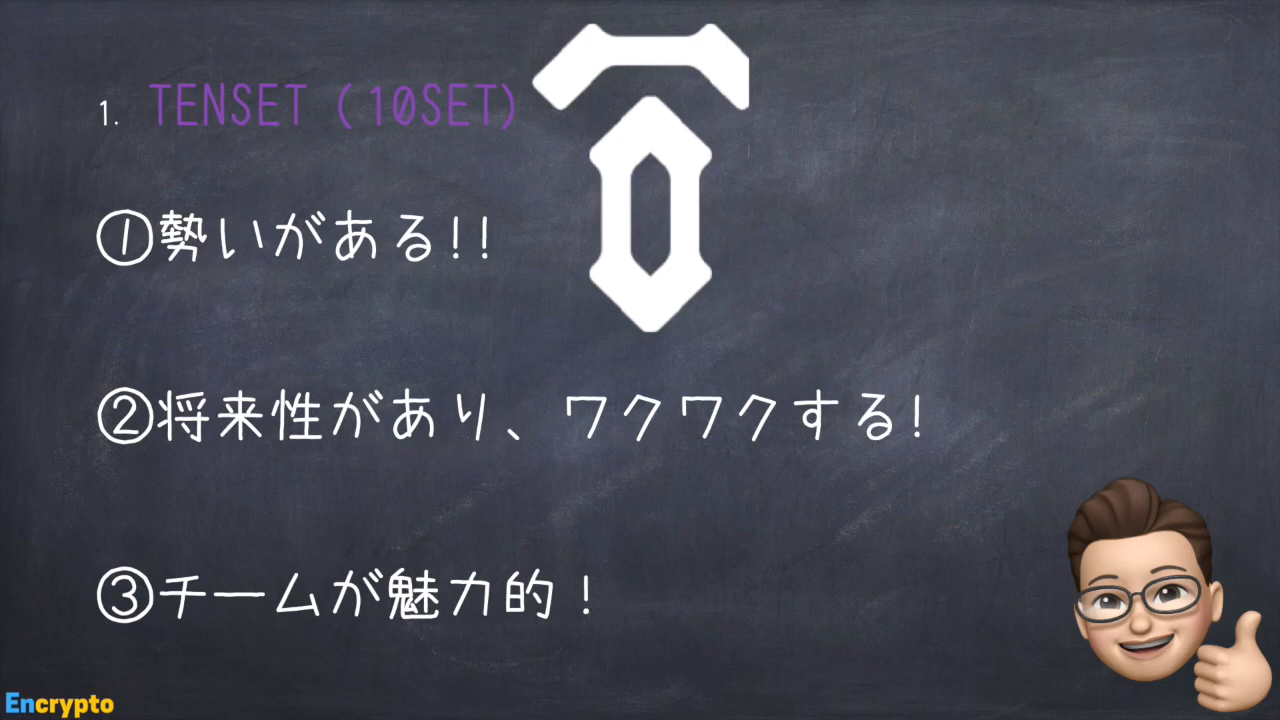 1. TENSET (10SET)
①勢いがある!!
②将来性があり、ワクワクする!
③チームが魅力的！
Encrypto